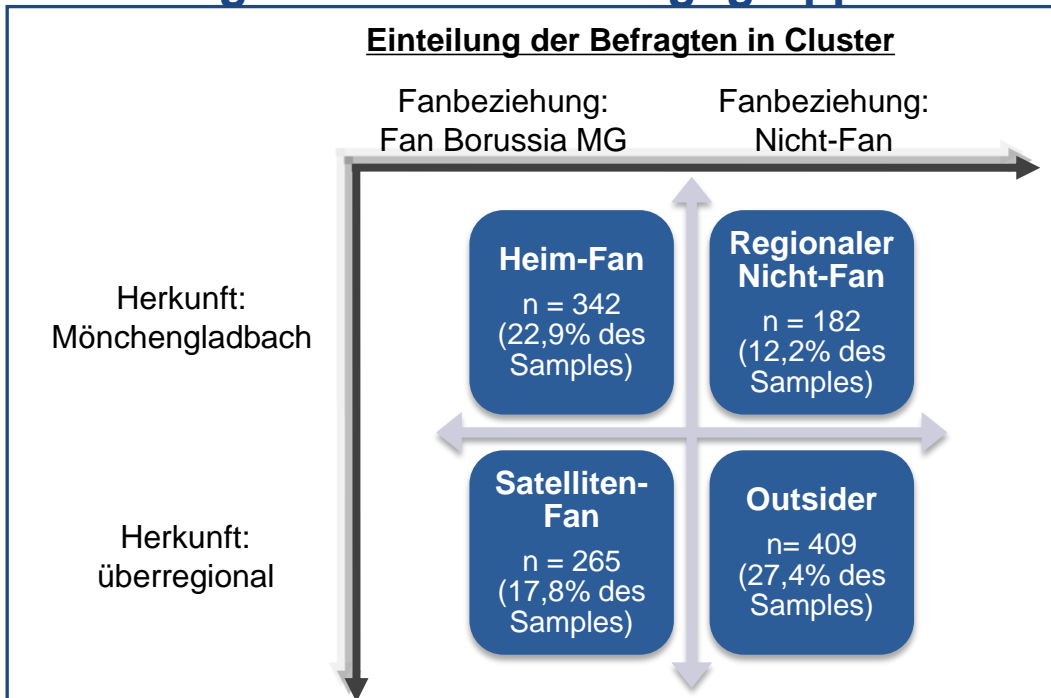 Einteilung der Befragten in Cluster
Fanbeziehung:
Fan Borussia MG
Fanbeziehung:
Nicht-Fan
Herkunft:
Mönchengladbach
Heim-Fan
n = 342
(22,9% des
Samples)
Regionaler
Nicht-Fan
n = 182
(12,2% des
Samples)
Herkunft:
überregional
Satelliten-
Fan
n = 265
(17,8% des
Samples)
Outsider
n= 409
(27,4% des
Samples)